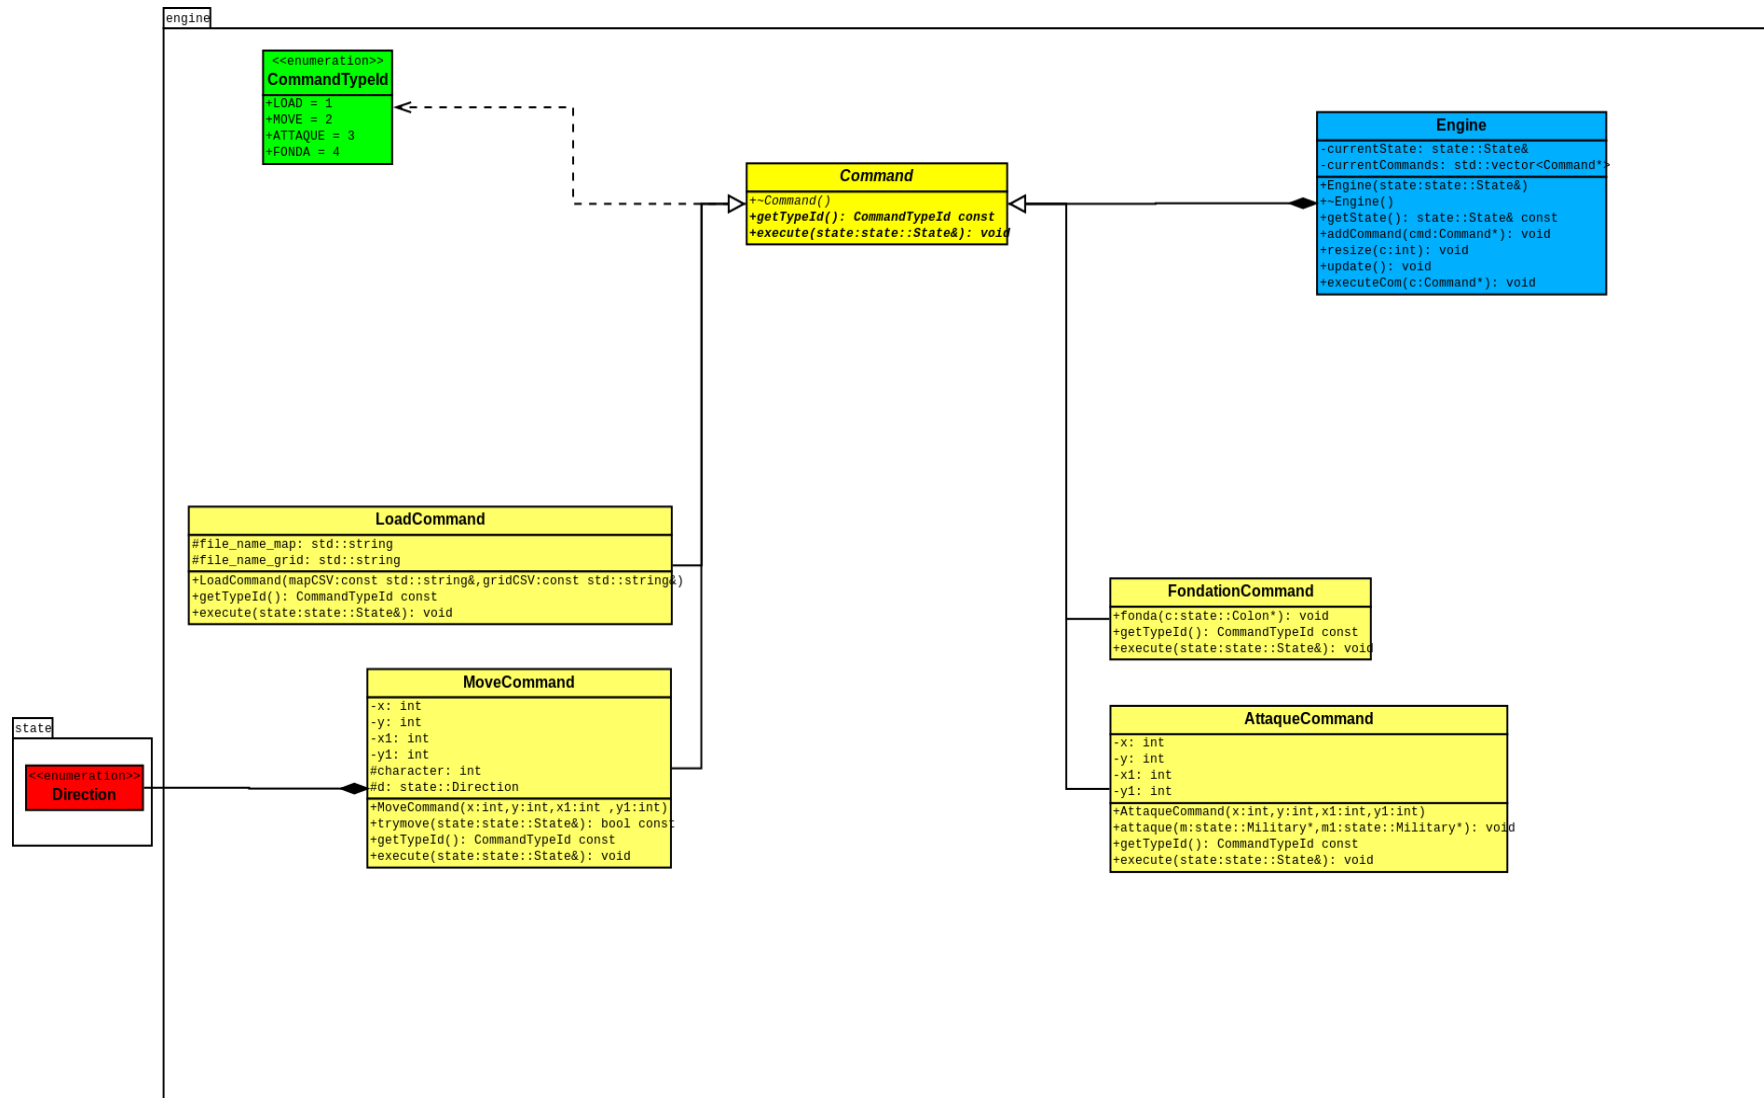 engine
<<enumeration>>
CommandTypeId
+LOAD = 1
+MOVE = 2
+ATTAQUE = 3
+FONDA = 4
Command
+~Command()
+getTypeId(): CommandTypeId const
+execute(state:state::State&): void
Engine
-currentState: state::State&
-currentCommands: std::vector<Command*>
+Engine(state:state::State&)
+~Engine()
+getState(): state::State& const
+addCommand(cmd:Command*): void
+resize(c:int): void
+update(): void
+executeCom(c:Command*): void
LoadCommand
#file_name_map: std::string
#file_name_grid: std::string
+LoadCommand(mapCSV:const std::string&,gridCSV:const std::string&)
+getTypeId(): CommandTypeId const
+execute(state:state::State&): void
FondationCommand
+fonda(c:state::Colon*): void
+getTypeId(): CommandTypeId const
+execute(state:state::State&): void
MoveCommand
-x: int
-y: int
-x1: int
-y1: int
#character: int
#d: state::Direction
+MoveCommand(x:int,y:int,x1:int ,y1:int)
+trymove(state:state::State&): bool const
+getTypeId(): CommandTypeId const
+execute(state:state::State&): void
state
<<enumeration>>
Direction
AttaqueCommand
-x: int
-y: int
-x1: int
-y1: int
+AttaqueCommand(x:int,y:int,x1:int,y1:int)
+attaque(m:state::Military*,m1:state::Military*): void
+getTypeId(): CommandTypeId const
+execute(state:state::State&): void